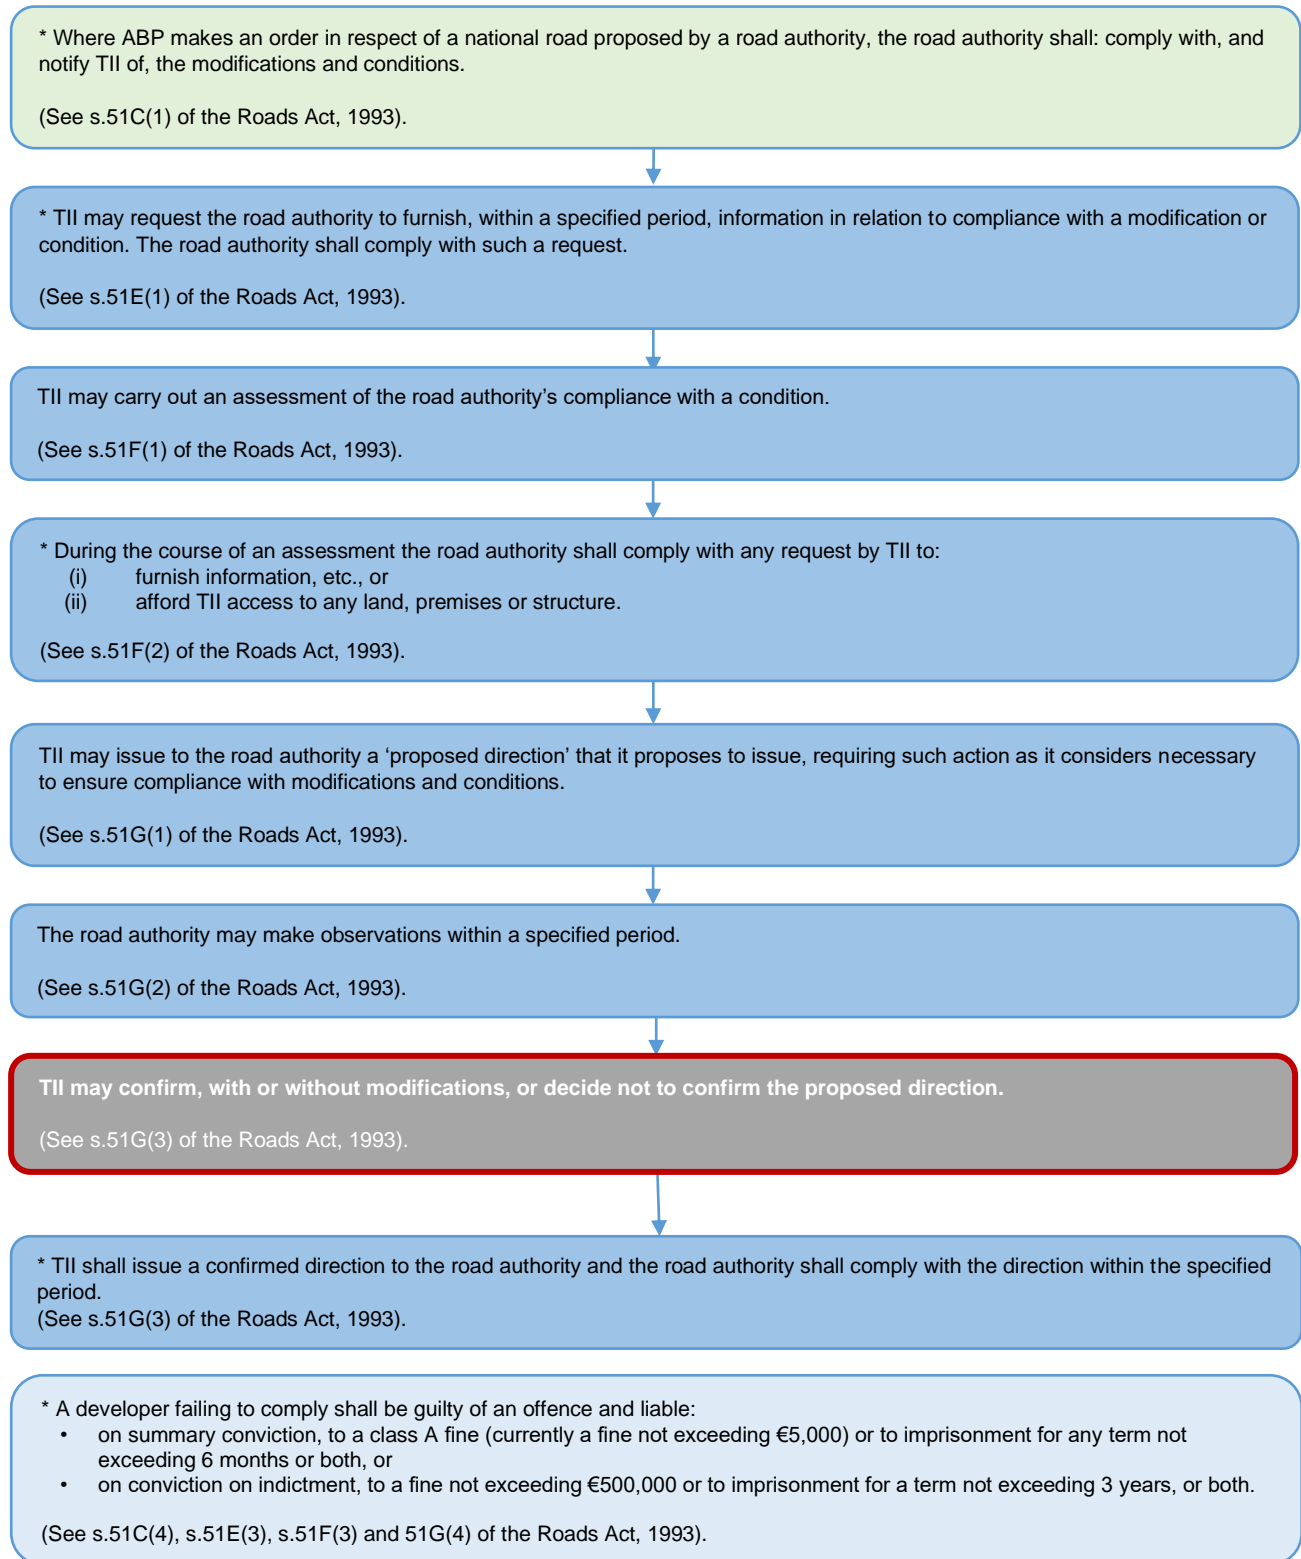 * Where ABP makes an order in respect of a national road proposed by a road authority, the road authority shall: comply with, and
notify TII of, the modifications and conditions.
(See s.51C(1) of the Roads Act, 1993).
* TII may request the road authority to furnish, within a specified period, information in relation to compliance with a modification or
condition. The road authority shall comply with such a request.
(See s.51E(1) of the Roads Act, 1993).
TII may carry out an assessment of the road authority’s compliance with a condition.
(See s.51F(1) of the Roads Act, 1993).
* During the course of an assessment the road authority shall comply with any request by TII to:
(i) furnish information, etc., or
(ii) afford TII access to any land, premises or structure.
(See s.51F(2) of the Roads Act, 1993).
TII may issue to the road authority a ‘proposed direction’ that it proposes to issue, requiring such action as it considers necessary
to ensure compliance with modifications and conditions.
(See s.51G(1) of the Roads Act, 1993).
The road authority may make observations within a specified period.
(See s.51G(2) of the Roads Act, 1993).
TII may confirm, with or without modifications, or decide not to confirm the proposed direction.
(See s.51G(3) of the Roads Act, 1993).
* TII shall issue a confirmed direction to the road authority and the road authority shall comply with the direction within the specified
period.
(See s.51G(3) of the Roads Act, 1993).
* A developer failing to comply shall be guilty of an offence and liable:
• on summary conviction, to a class A fine (currently a fine not exceeding €5,000) or to imprisonment for any term not
exceeding 6 months or both, or
• on conviction on indictment, to a fine not exceeding €500,000 or to imprisonment for a term not exceeding 3 years, or both.
(See s.51C(4), s.51E(3), s.51F(3) and 51G(4) of the Roads Act, 1993).